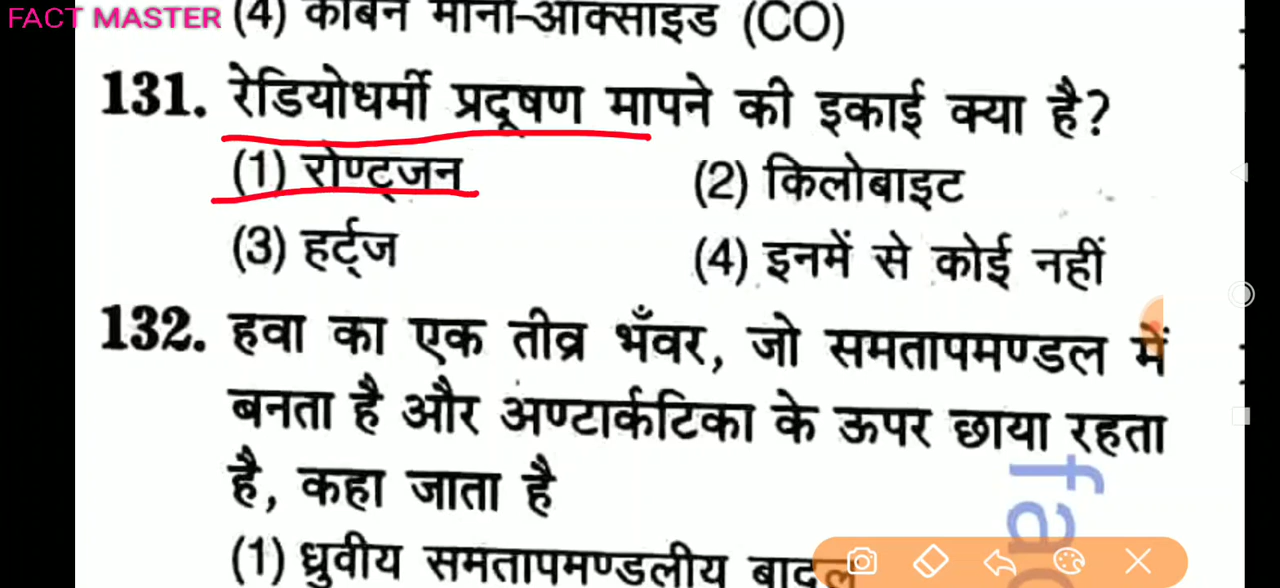 FACT MASTER
(4) कार्बन मोनो-ऑक्साइड (CO)
131. रेडियोधर्मी प्रदूषण मापने की इकाई क्या है?
(1) रोण्ट्जन (2) किलोबाइट
(3) हर्ट्ज (4) इनमें से कोई नहीं
132. हवा का एक तीव्र भँवर, जो समतापमण्डल में
बनता है और अण्टार्कटिका के ऊपर छाया रहता
है, कहा जाता है
(1) ध्रुवीय समतापमण्डलीय बादल
fac